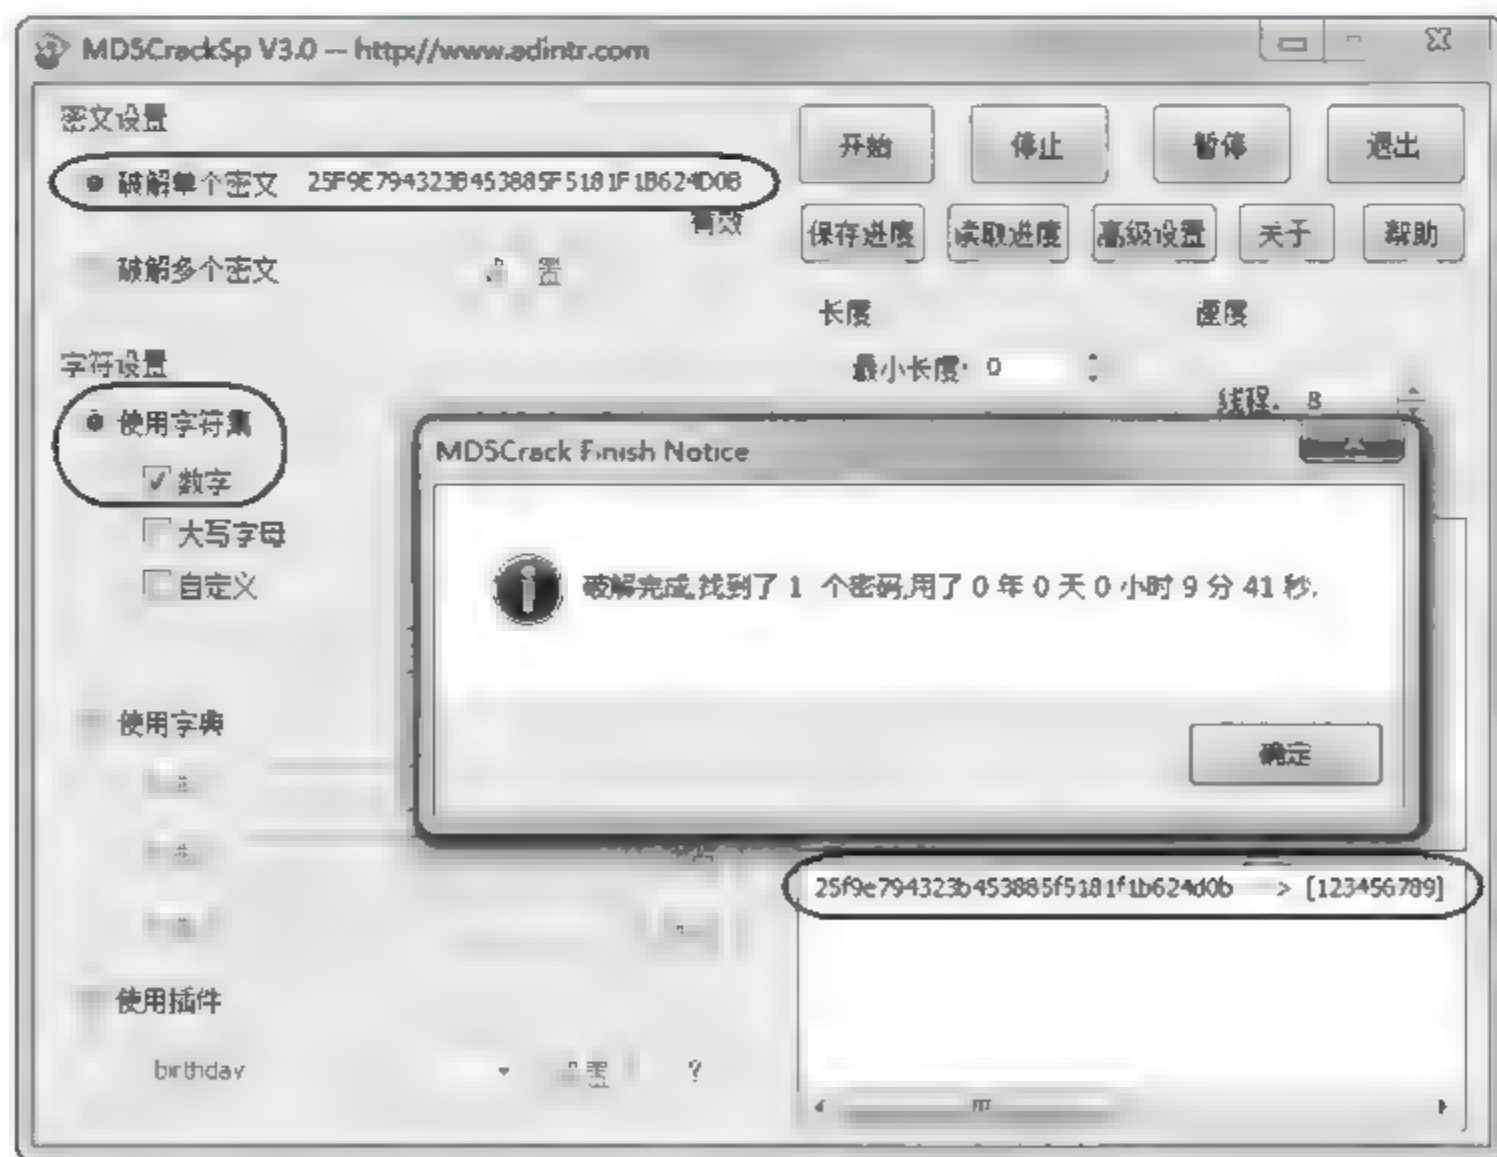 MD5CrackSp V3.0 -- http://www.adintr.com
密文设置
破解单个密文 25F9E794323B453885F5181F1B624D0B
有效
破解多个密文
置
字符设置
使用字符集
数字
大写字母
自定义
使用字典
使用插件
birthday
置
?
开始 停止 暂停 退出
保存进度 读取进度 高级设置 关于 帮助
长度
速度
最小长度: 0
线程: 8
MD5Crack Finish Notice
破解完成,找到了 1 个密码,用了 0 年 0 天 0 小时 9 分 41 秒.
确定
25f9e794323b453885f5181f1b624d0b > [123456789]